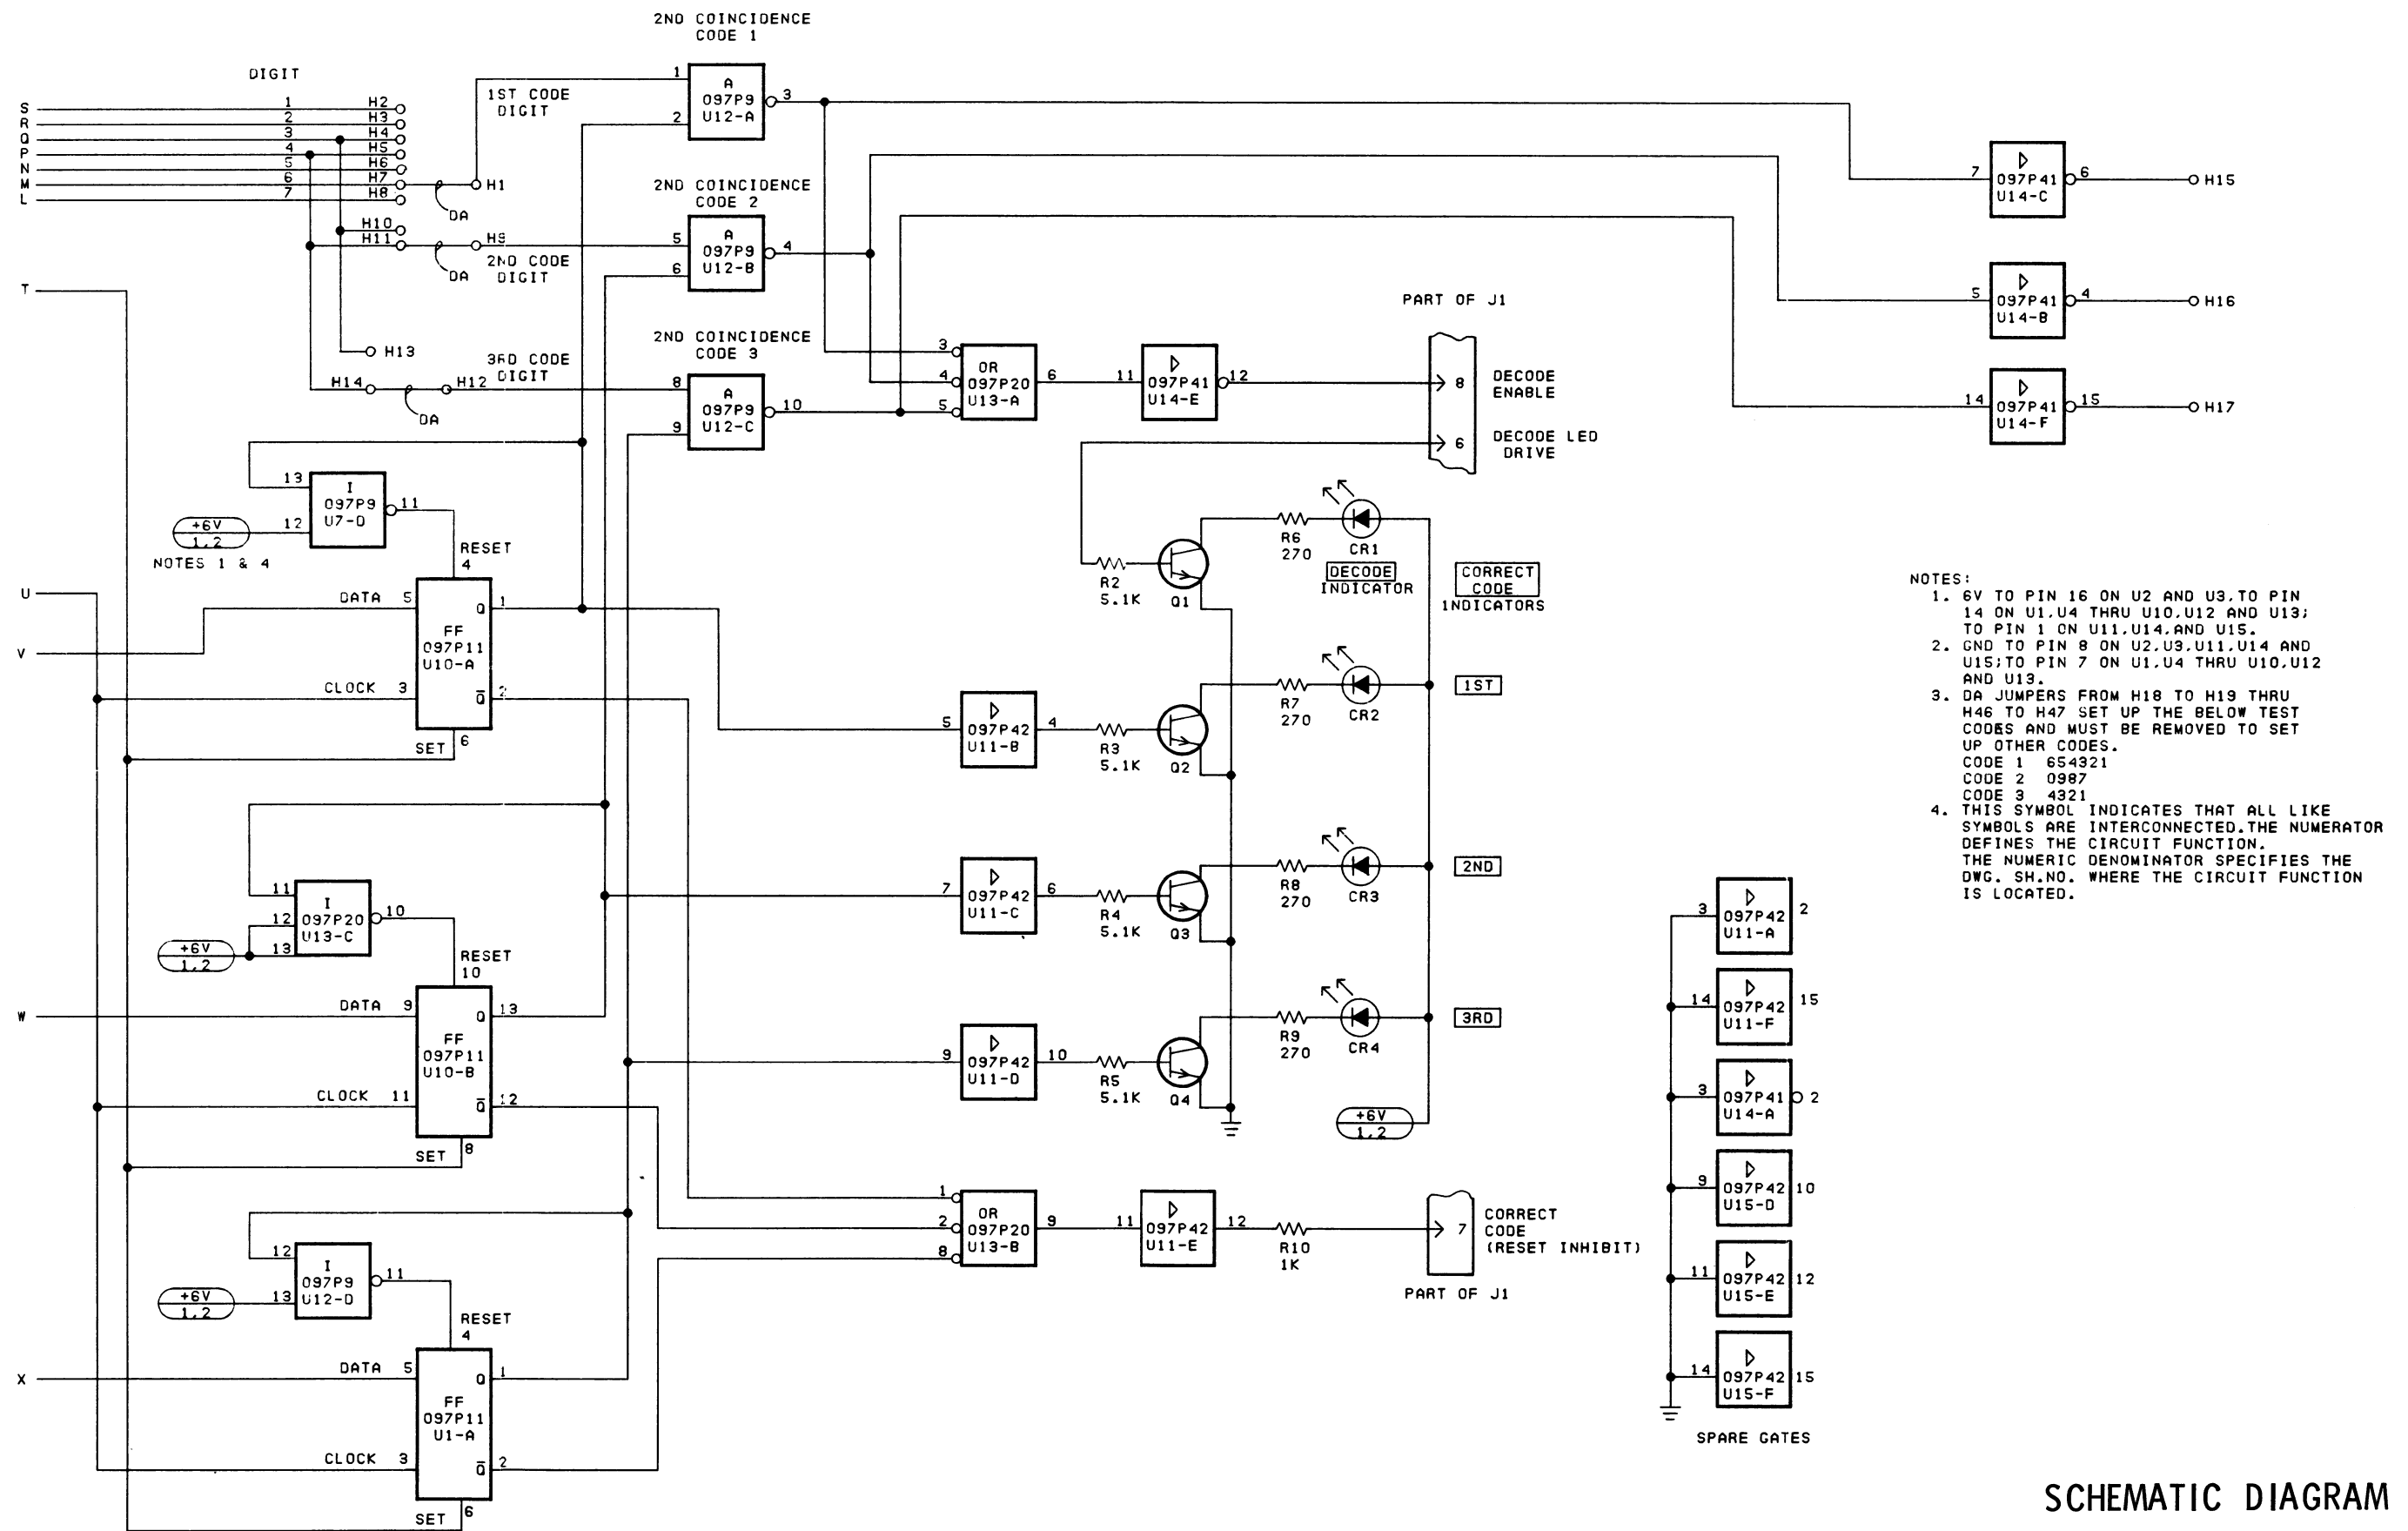 2ND COINCIDENCE
CODE 1
DIGIT
S 1 H2
R 2 H3
Q 3 H4
P 4 H5
N 5 H6
M 6 H7
L 7 H8
H1
DA
1ST CODE
DIGIT
1
2
A
097P9
U12-A
3
H10
H11
DA
H9
2ND CODE
DIGIT
2ND COINCIDENCE
CODE 2
5
6
A
097P9
U12-B
4
T
H13
H14
DA
H12
3RD CODE
DIGIT
2ND COINCIDENCE
CODE 3
8
9
A
097P9
U12-C
10
3
4
5
OR
097P20
U13-A
6
11
097P41
U14-E
12
PART OF J1
8
DECODE
ENABLE
6
DECODE LED
DRIVE
7
097P41
U14-C
6
H15
5
097P41
U14-B
4
H16
14
097P41
U14-F
15
H17
13
12
I
097P9
U7-D
11
+6V
1,2
NOTES 1 & 4
RESET
4
U
V
DATA 5
CLOCK 3
FF
097P11
U10-A
Q 1
Q̅ 2
SET 6
R2
5.1K
Q1
R6
270
CR1
DECODE
INDICATOR
CORRECT
CODE
INDICATORS
5
097P42
U11-B
4
R3
5.1K
Q2
R7
270
CR2
1ST
7
097P42
U11-C
6
R4
5.1K
Q3
R8
270
CR3
2ND
9
097P42
U11-D
10
R5
5.1K
Q4
R9
270
CR4
3RD
+6V
1,2
11
12
13
I
097P20
U13-C
10
+6V
1,2
RESET
10
W
DATA 9
CLOCK 11
FF
097P11
U10-B
Q 13
Q̅ 12
SET 8
12
13
I
097P9
U12-D
11
+6V
1,2
RESET
4
X
DATA 5
CLOCK 3
FF
097P11
U1-A
Q 1
Q̅ 2
SET 6
1
2
8
OR
097P20
U13-B
9
11
097P42
U11-E
12
R10
1K
7
CORRECT
CODE
(RESET INHIBIT)
PART OF J1
3
097P42
U11-A
2
14
097P42
U11-F
15
3
097P41
U14-A
2
9
097P42
U15-D
10
11
097P42
U15-E
12
14
097P42
U15-F
15
SPARE GATES
NOTES:
1. 6V TO PIN 16 ON U2 AND U3,TO PIN
14 ON U1,U4 THRU U10,U12 AND U13;
TO PIN 1 ON U11,U14,AND U15.
2. GND TO PIN 8 ON U2,U3,U11,U14 AND
U15;TO PIN 7 ON U1,U4 THRU U10,U12
AND U13.
3. DA JUMPERS FROM H18 TO H19 THRU
H46 TO H47 SET UP THE BELOW TEST
CODES AND MUST BE REMOVED TO SET
UP OTHER CODES.
CODE 1 654321
CODE 2 0987
CODE 3 4321
4. THIS SYMBOL INDICATES THAT ALL LIKE
SYMBOLS ARE INTERCONNECTED.THE NUMERATOR
DEFINES THE CIRCUIT FUNCTION.
THE NUMERIC DENOMINATOR SPECIFIES THE
DWG. SH.NO. WHERE THE CIRCUIT FUNCTION
IS LOCATED.
SCHEMATIC DIAGRAM